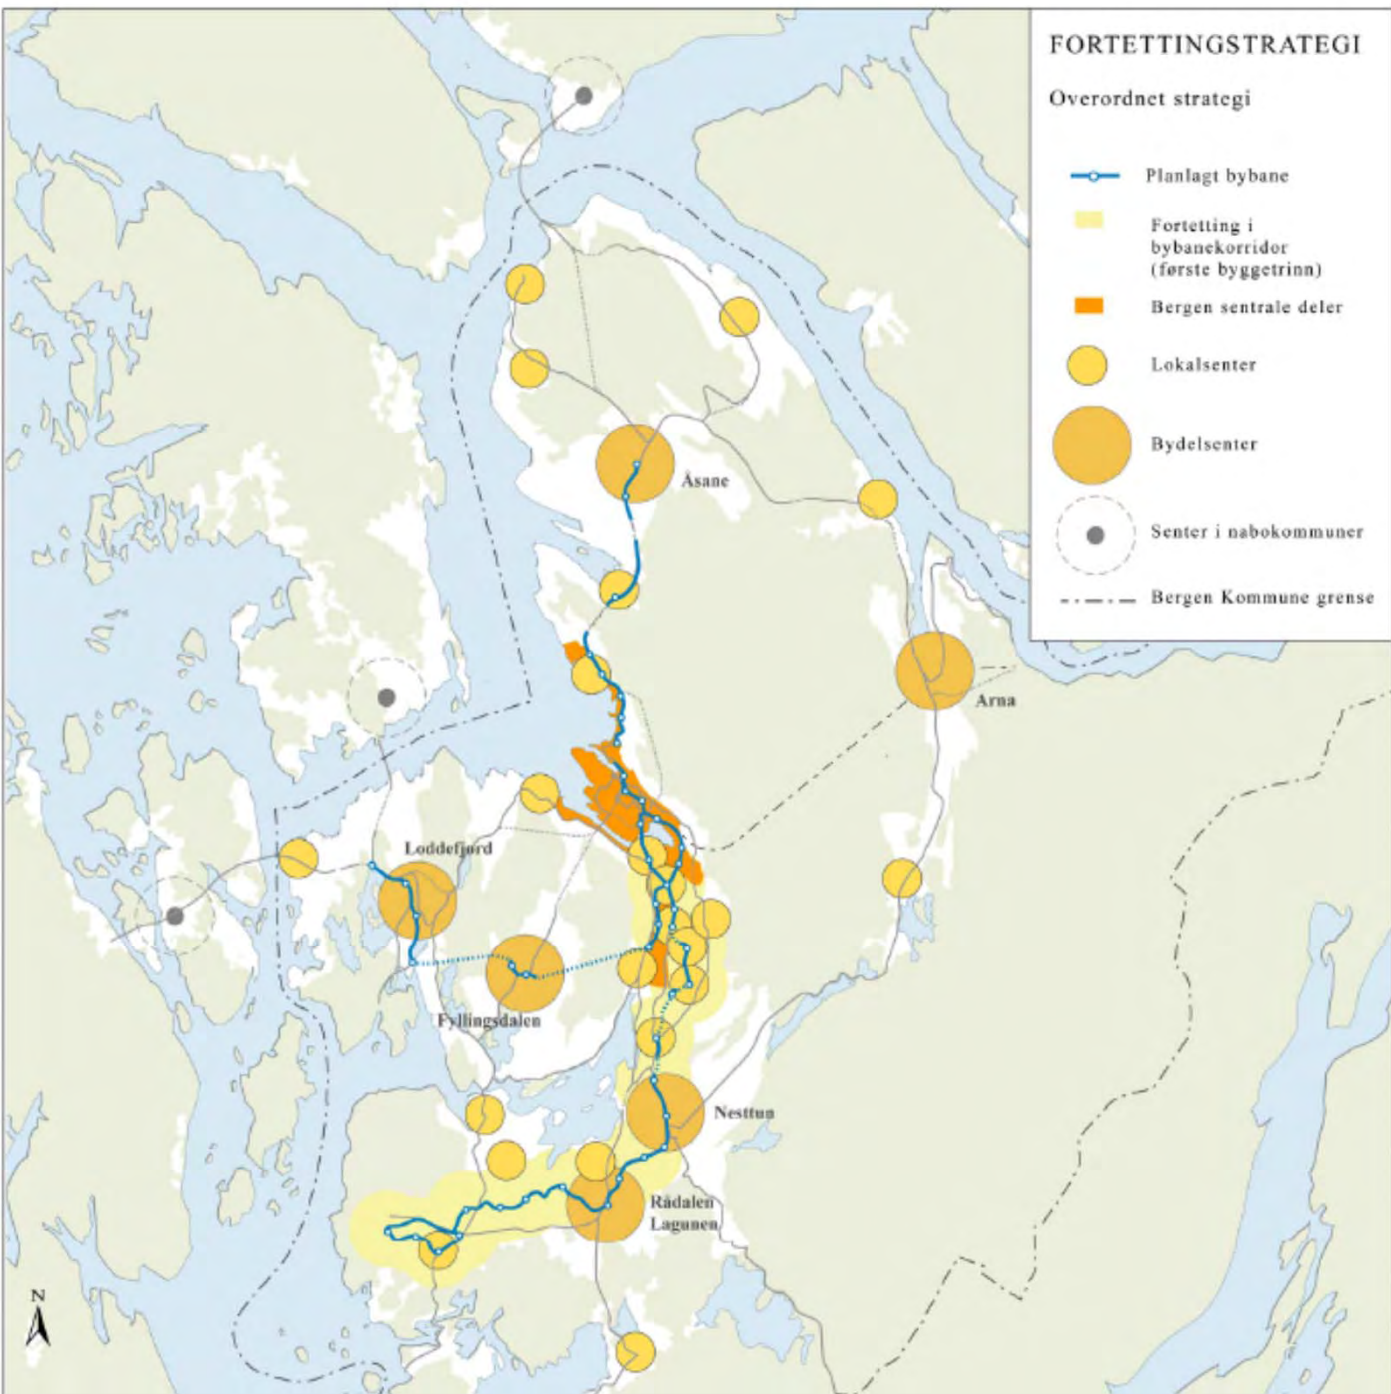 FORTETTINGSTRATEGI
Overordnet strategi
Planlagt bybane
Fortetting i
bybanekorridor
(første byggetrinn)
Bergen sentrale deler
Lokalsenter
Bydelsenter
Senter i nabokommuner
Bergen Kommune grense
Åsane
Arna
Loddefjord
Fyllingsdalen
Nesttun
Rådalen
Lagunen
N